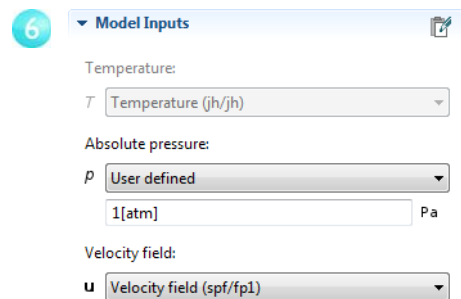 6
Model Inputs
Temperature:
T Temperature (jh/jh)
Absolute pressure:
p User defined
1[atm] Pa
Velocity field:
u Velocity field (spf/fp1)